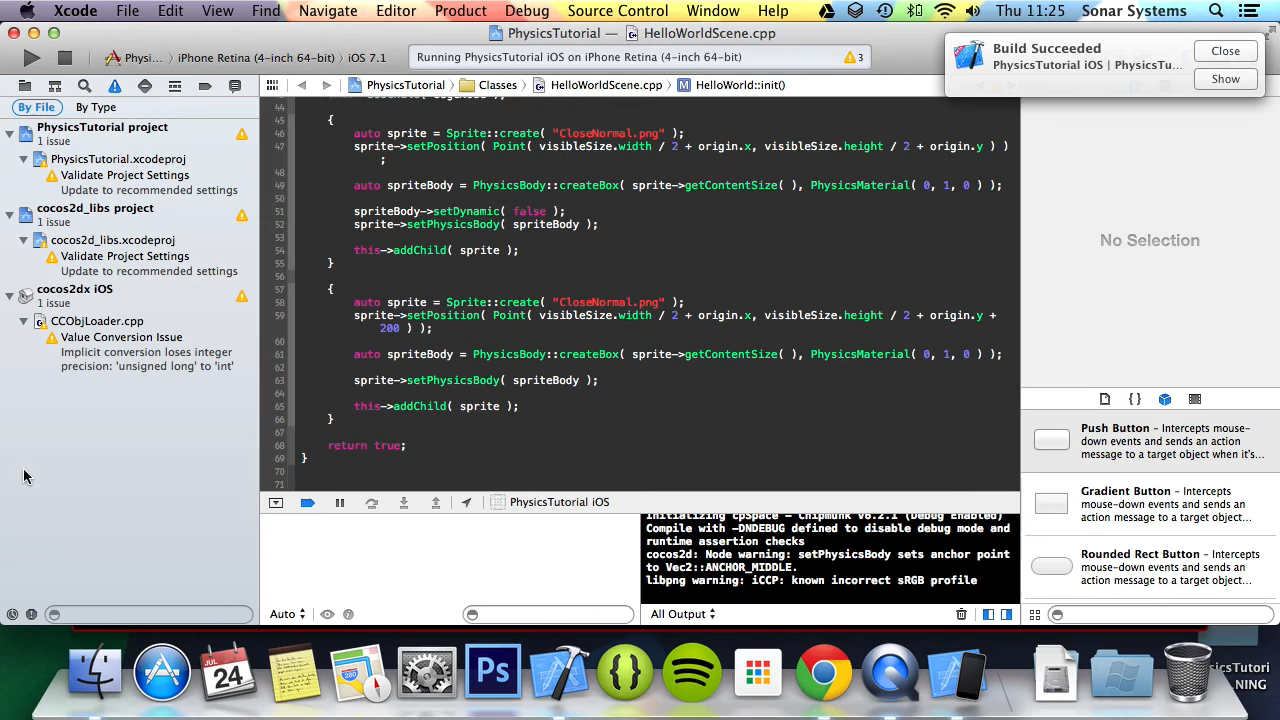 Xcode File Edit View Find Navigate Editor Product Debug Source Control Window Help Thu 11:25 Sonar Systems
PhysicsTutorial — HelloWorldScene.cpp
Physi... iPhone Retina (4-inch 64-bit) iOS 7.1
Running PhysicsTutorial iOS on iPhone Retina (4-inch 64-bit) 3
Build Succeeded
PhysicsTutorial iOS | PhysicsTu...
Close
Show
PhysicsTutorial Classes HelloWorldScene.cpp M HelloWorld::init()
By File By Type
PhysicsTutorial project
1 issue
PhysicsTutorial.xcodeproj
Validate Project Settings
Update to recommended settings
cocos2d_libs project
1 issue
cocos2d_libs.xcodeproj
Validate Project Settings
Update to recommended settings
cocos2dx iOS
1 issue
CCObjLoader.cpp
Value Conversion Issue
Implicit conversion loses integer
precision: 'unsigned long' to 'int'
44
45 {
46 auto sprite = Sprite::create( "CloseNormal.png" );
47 sprite->setPosition( Point( visibleSize.width / 2 + origin.x, visibleSize.height / 2 + origin.y ) )
;
48
49 auto spriteBody = PhysicsBody::createBox( sprite->getContentSize( ), PhysicsMaterial( 0, 1, 0 ) );
50
51 spriteBody->setDynamic( false );
52 sprite->setPhysicsBody( spriteBody );
53
54 this->addChild( sprite );
55 }
56
57 {
58 auto sprite = Sprite::create( "CloseNormal.png" );
59 sprite->setPosition( Point( visibleSize.width / 2 + origin.x, visibleSize.height / 2 + origin.y +
200 ) );
60
61 auto spriteBody = PhysicsBody::createBox( sprite->getContentSize( ), PhysicsMaterial( 0, 1, 0 ) );
62
63 sprite->setPhysicsBody( spriteBody );
64
65 this->addChild( sprite );
66 }
67
68 return true;
69 }
70
71
No Selection
Push Button – Intercepts mouse-
down events and sends an action
message to a target object when it's...
Gradient Button – Intercepts
mouse-down events and sends an
action message to a target object...
Rounded Rect Button – Intercepts
mouse-down events and sends an
action message to a target object...
PhysicsTutorial iOS
Initializing cpSpace - Chipmunk v6.2.1 (Debug Enabled)
Compile with -DNDEBUG defined to disable debug mode and
runtime assertion checks
cocos2d: Node warning: setPhysicsBody sets anchor point
to Vec2::ANCHOR_MIDDLE.
libpng warning: iCCP: known incorrect sRGB profile
Auto
All Output
JUL
24
Ps
sicsTutori
NING